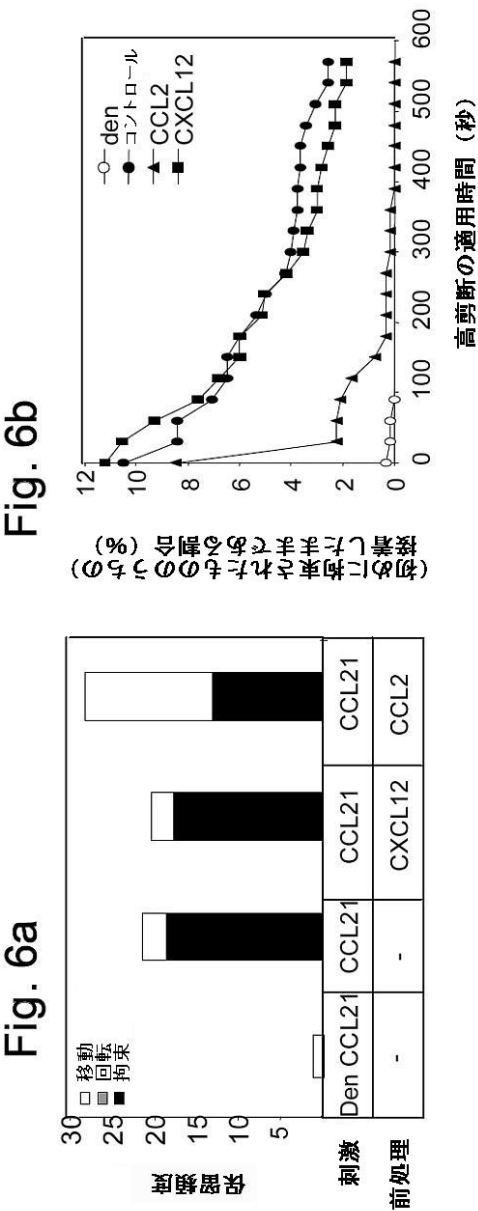 Fig. 6a
保留頻度
30
25
20
15
10
5
移動
回転
拘束
刺激
Den CCL21
CCL21
CCL21
CCL21
前処理
-
-
CXCL12
CCL2
Fig. 6b
(初めに拘束されたもののうちの)
接着したままである割合 (%)
12
10
8
6
4
2
0
den
コントロール
CCL2
CXCL12
0
100
200
300
400
500
600
高剪断の適用時間 (秒)